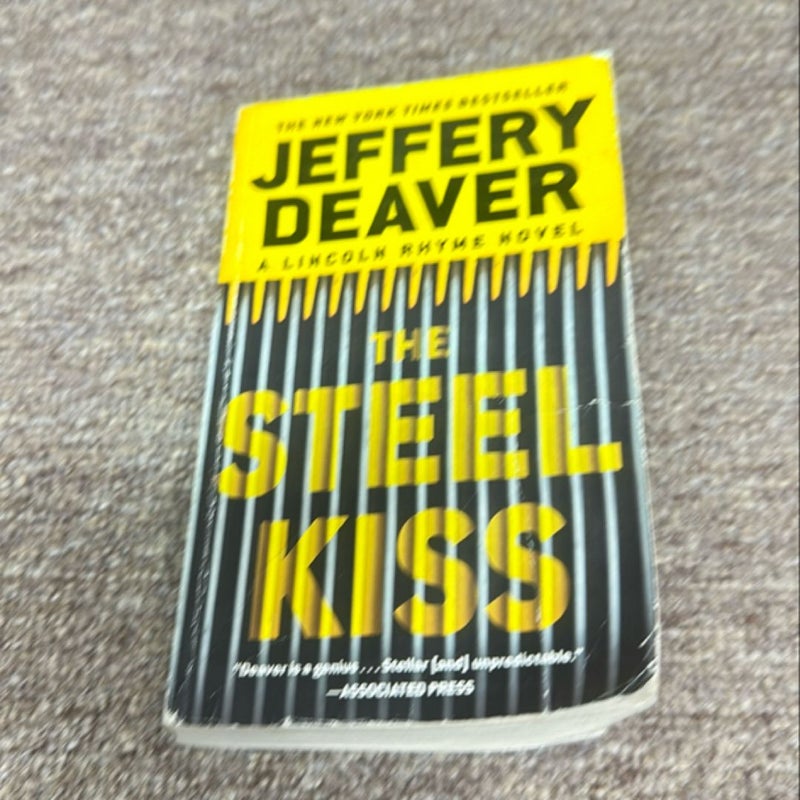 THE NEW YORK TIMES BESTSELLER
JEFFERY
DEAVER
A LINCOLN RHYME NOVEL
THE
STEEL
KISS
"Deaver is a genius . . . Stellar [and] unpredictable."
—ASSOCIATED PRESS